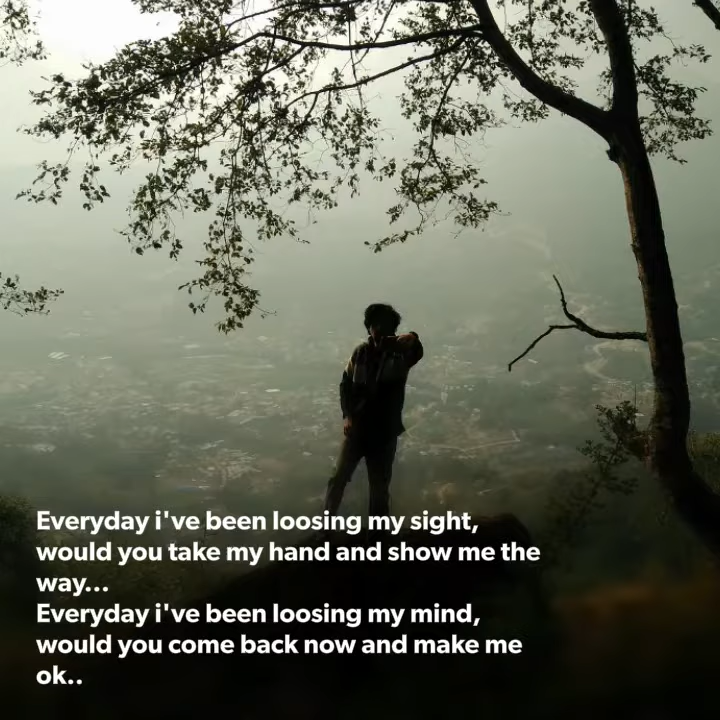 Everyday i've been loosing my sight,
would you take my hand and show me the
way...
Everyday i've been loosing my mind,
would you come back now and make me
ok..